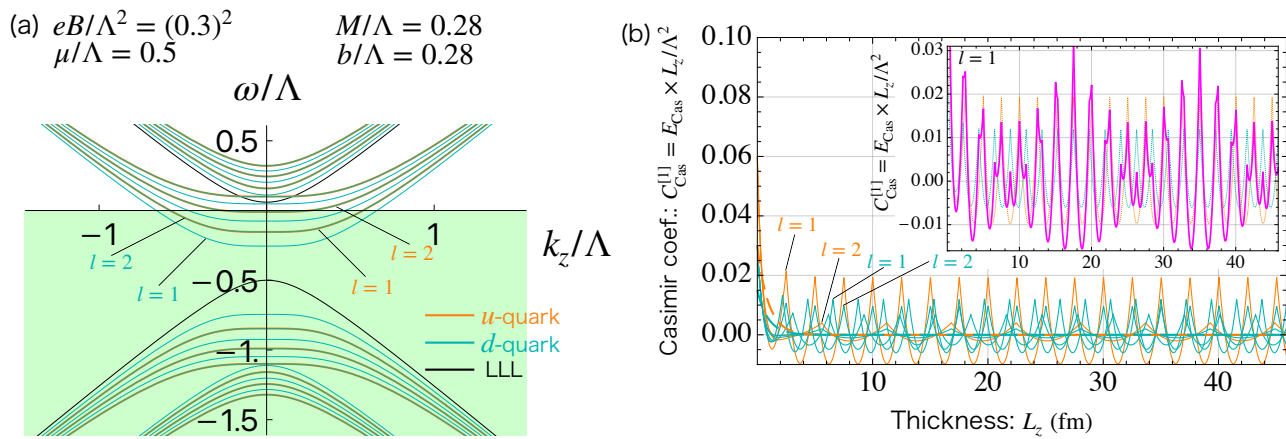 (a) eB/Λ² = (0.3)² M/Λ = 0.28
μ/Λ = 0.5 b/Λ = 0.28
ω/Λ
0.5
−1
1
k_z/Λ
l = 2
l = 2
l = 1
l = 1
−0.5
−1.
−1.5
u-quark
d-quark
LLL
(b)
Casimir coef.: C_Cas^[1] = E_Cas × L_z/Λ²
0.10
0.08
0.06
0.04
0.02
0.00
10
20
30
40
Thickness: L_z (fm)
l = 1
l = 2
l = 1
l = 2
C_Cas^[1] = E_Cas × L_z/Λ²
l = 1
0.03
0.02
0.01
0.00
−0.01
10
20
30
40